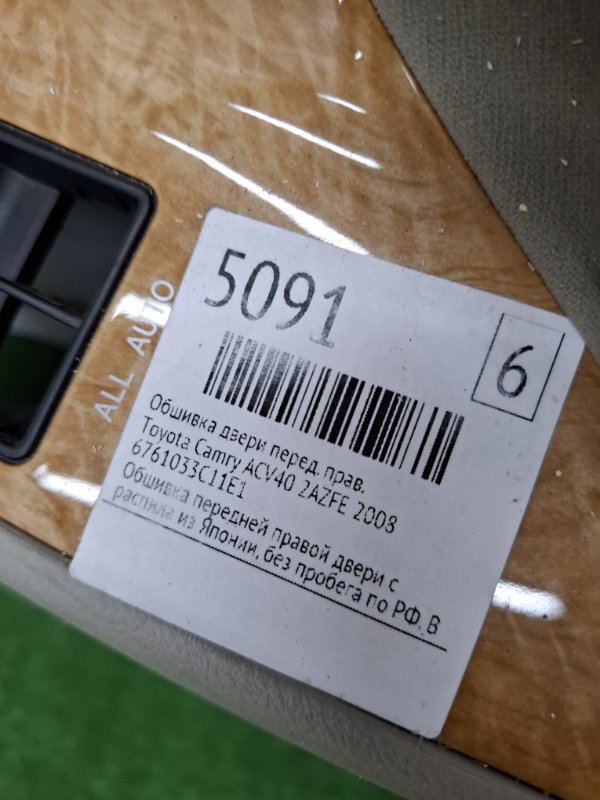 5091
6
Обшивка двери перед. прав.
Toyota Camry ACV40 2AZFE 2008
6761033C11E1
Обшивка передней правой двери с
распила из Японии, без пробега по РФ. В
ALL AUTO